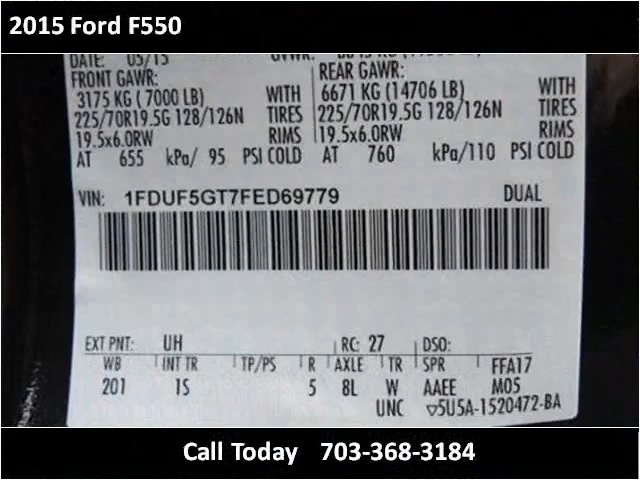 2015 Ford F550
DATE: 05/15
FRONT GAWR: REAR GAWR:
3175 KG ( 7000 LB) WITH 6671 KG (14706 LB) WITH
225/70R19.5G 128/126N TIRES 225/70R19.5G 128/126N TIRES
19.5x6.0RW RIMS 19.5x6.0RW RIMS
AT 655 kPa/ 95 PSI COLD AT 760 kPa/110 PSI COLD
VIN: 1FDUF5GT7FED69779 DUAL
EXT PNT: UH RC: 27 DSO:
WB INT TR TP/PS R AXLE TR SPR FFA17
201 1S 5 8L W AAEE M05
UNC ▽5U5A-1520472-BA
Call Today 703-368-3184